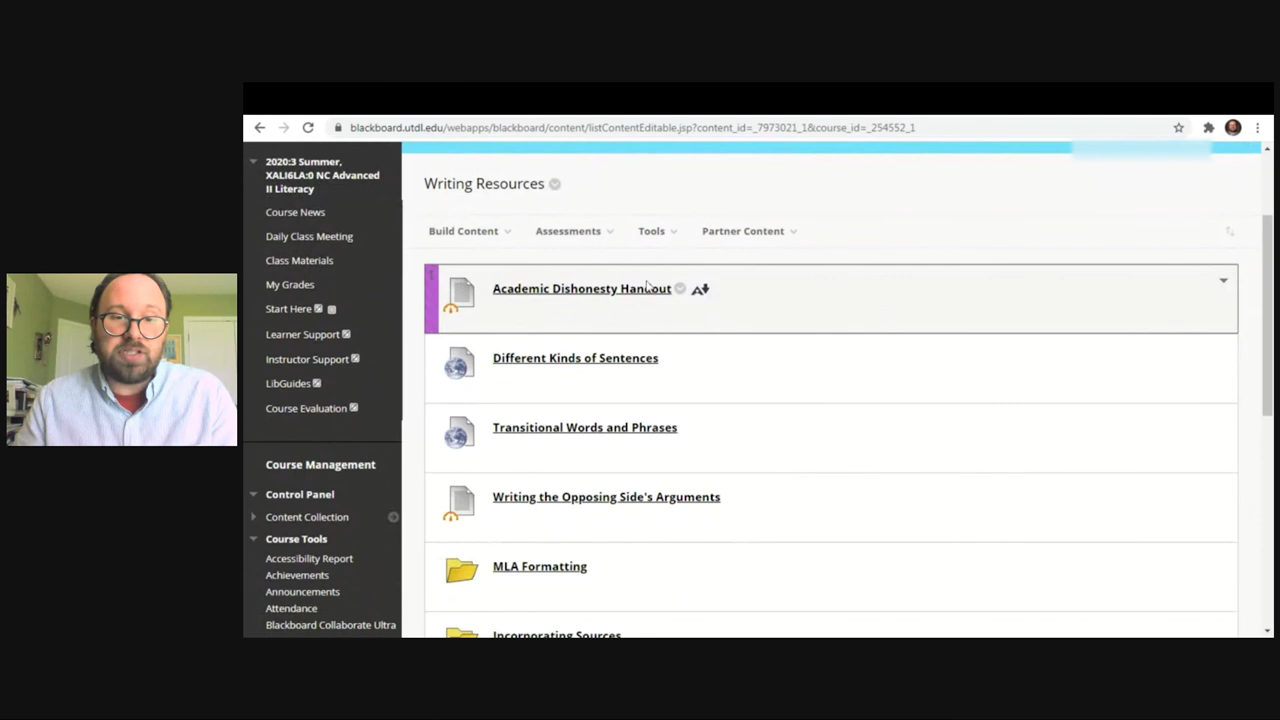 blackboard.utdl.edu/webapps/blackboard/content/listContentEditable.jsp?content_id=_7973021_1&course_id=_254552_1
2020:3 Summer,
XALI6LA:0 NC Advanced
II Literacy
Course News
Daily Class Meeting
Class Materials
My Grades
Start Here
Learner Support
Instructor Support
LibGuides
Course Evaluation
Course Management
Control Panel
Content Collection
Course Tools
Accessibility Report
Achievements
Announcements
Attendance
Blackboard Collaborate Ultra
Writing Resources
Build Content
Assessments
Tools
Partner Content
Academic Dishonesty Handout
Different Kinds of Sentences
Transitional Words and Phrases
Writing the Opposing Side's Arguments
MLA Formatting
Incorporating Sources